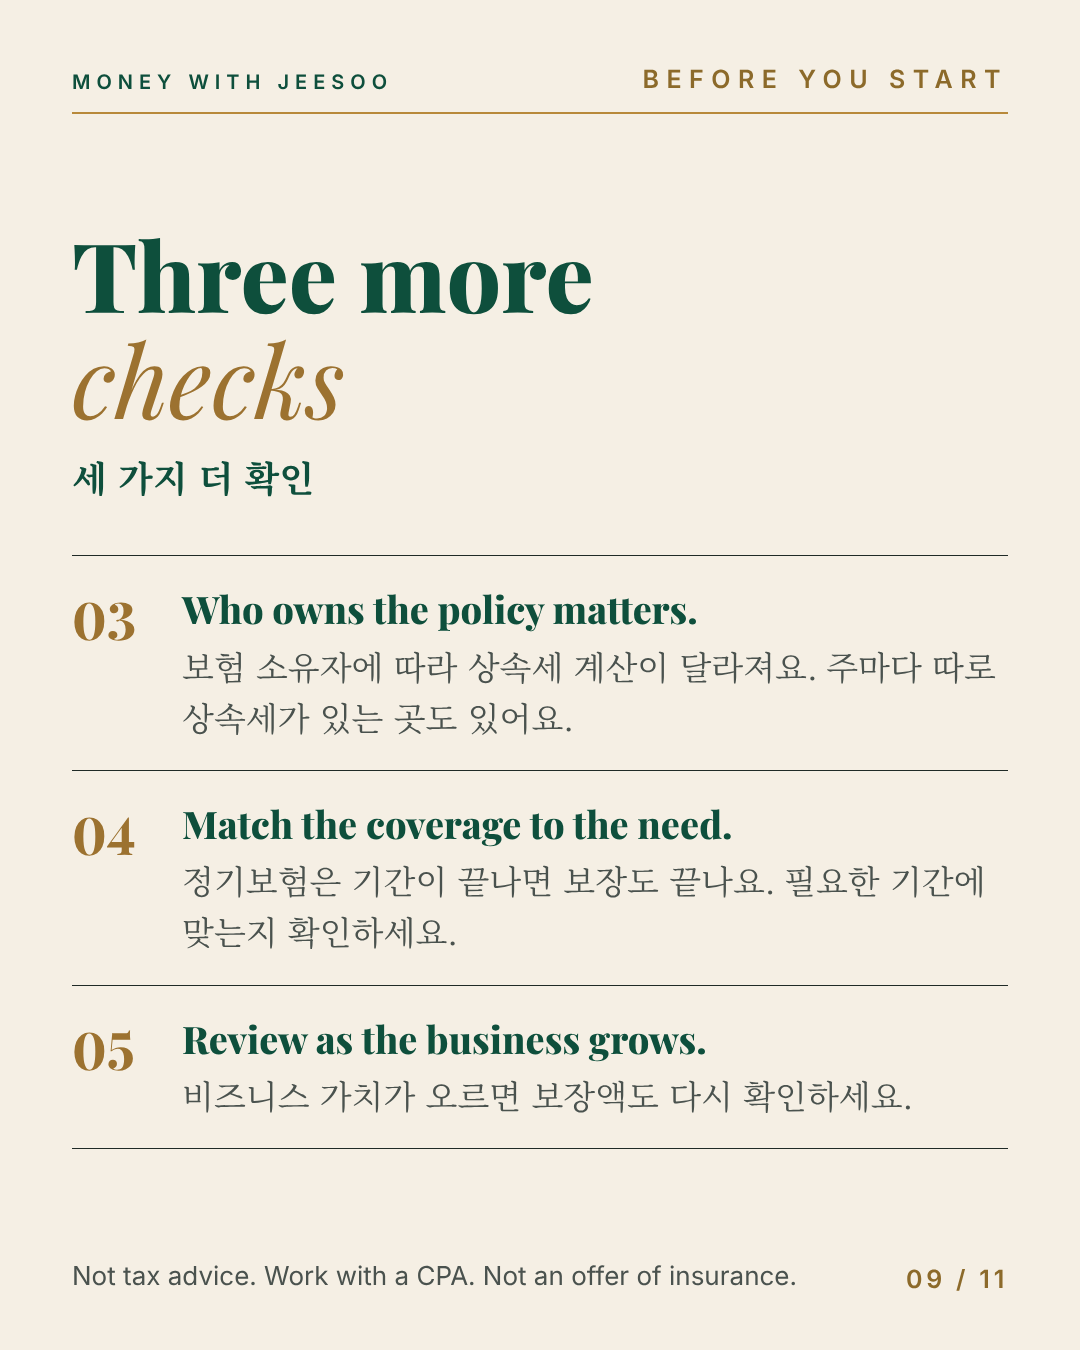 MONEY WITH JEESOO
BEFORE YOU START
Three more
checks
세 가지 더 확인
03
Who owns the policy matters.
보험 소유자에 따라 상속세 계산이 달라져요. 주마다 따로
상속세가 있는 곳도 있어요.
04
Match the coverage to the need.
정기보험은 기간이 끝나면 보장도 끝나요. 필요한 기간에
맞는지 확인하세요.
05
Review as the business grows.
비즈니스 가치가 오르면 보장액도 다시 확인하세요.
Not tax advice. Work with a CPA. Not an offer of insurance.
09 / 11